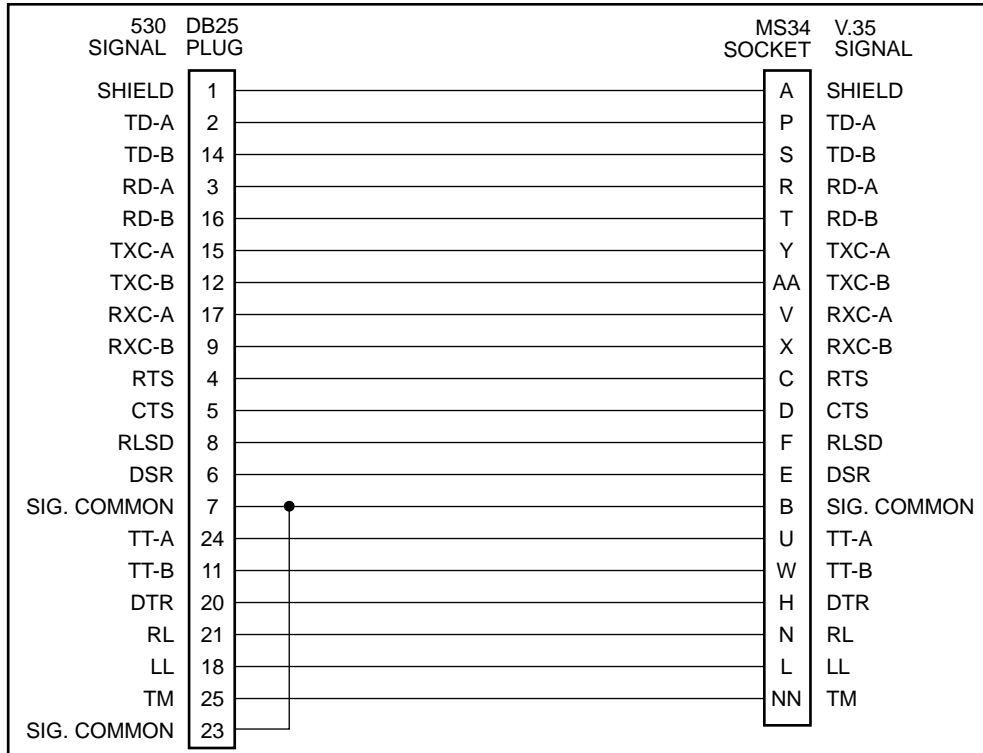 530 DB25 MS34 V.35
SIGNAL PLUG SOCKET SIGNAL
SHIELD 1 A SHIELD
TD-A 2 P TD-A
TD-B 14 S TD-B
RD-A 3 R RD-A
RD-B 16 T RD-B
TXC-A 15 Y TXC-A
TXC-B 12 AA TXC-B
RXC-A 17 V RXC-A
RXC-B 9 X RXC-B
RTS 4 C RTS
CTS 5 D CTS
RLSD 8 F RLSD
DSR 6 E DSR
SIG. COMMON 7 B SIG. COMMON
TT-A 24 U TT-A
TT-B 11 W TT-B
DTR 20 H DTR
RL 21 N RL
LL 18 L LL
TM 25 NN TM
SIG. COMMON 23